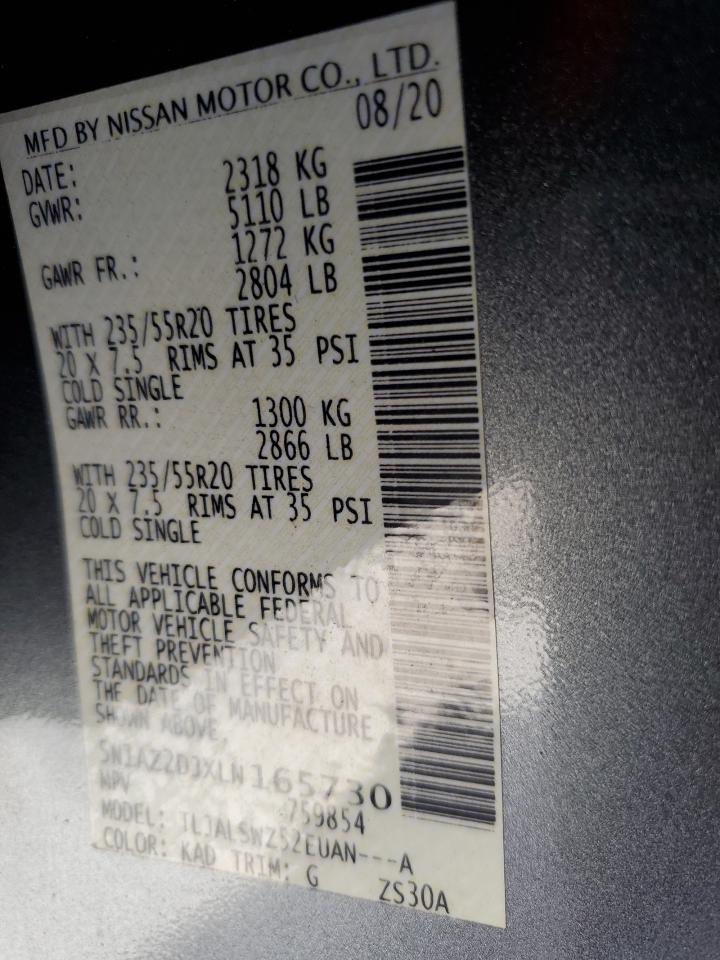 MFD BY NISSAN MOTOR CO., LTD.
DATE: 08/20
GVWR: 2318 KG
5110 LB
GAWR FR.: 1272 KG
2804 LB
WITH 235/55R20 TIRES
20 X 7.5 RIMS AT 35 PSI
COLD SINGLE
GAWR RR.: 1300 KG
2866 LB
WITH 235/55R20 TIRES
20 X 7.5 RIMS AT 35 PSI
COLD SINGLE
THIS VEHICLE CONFORMS TO
ALL APPLICABLE FEDERAL
MOTOR VEHICLE SAFETY AND
THEFT PREVENTION
STANDARDS IN EFFECT ON
THE DATE OF MANUFACTURE
SHOWN ABOVE.
5N1AZ2DJXLN165730
MPV 759854
MODEL: TLJALSWZ52EUAN---A
COLOR: KAD TRIM: G ZS30A